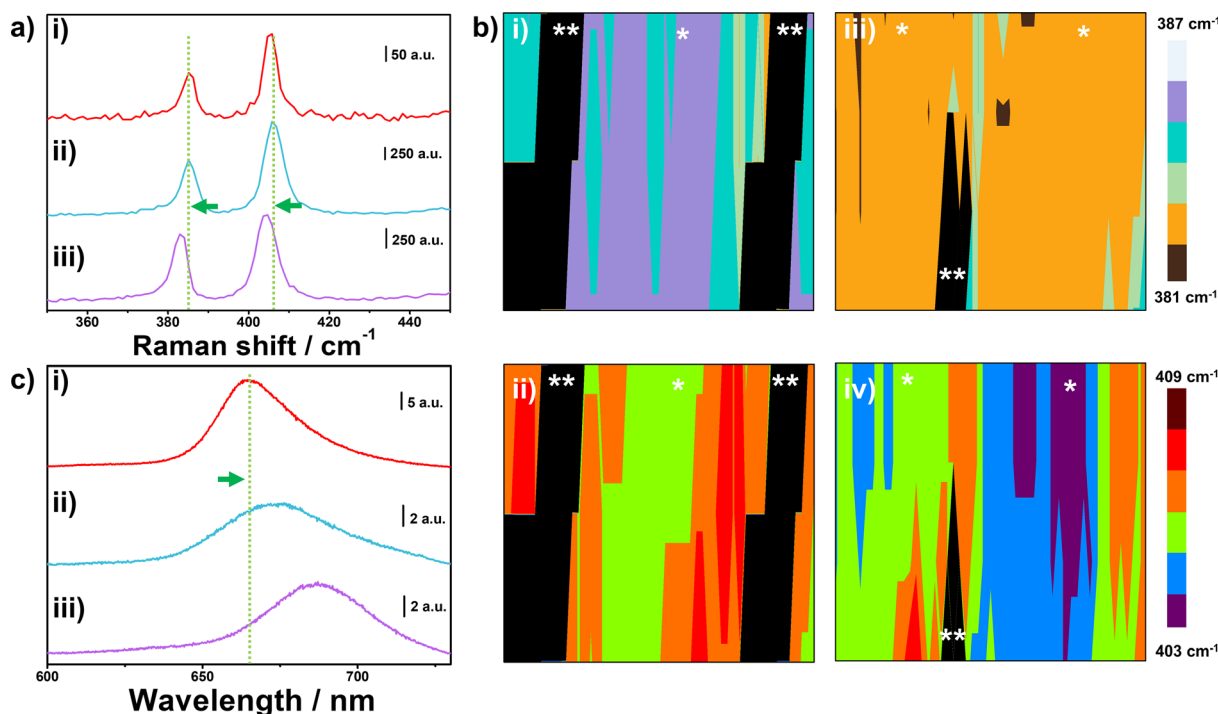 a)
i)
50 a.u.
ii)
250 a.u.
iii)
250 a.u.
360 380 400 420 440
Raman shift / cm⁻¹
b)
i) ** * **
iii) * *
**
387 cm⁻¹
381 cm⁻¹
c)
i)
5 a.u.
ii)
2 a.u.
iii)
2 a.u.
600 650 700
Wavelength / nm
ii) ** * **
iv) * *
**
409 cm⁻¹
403 cm⁻¹